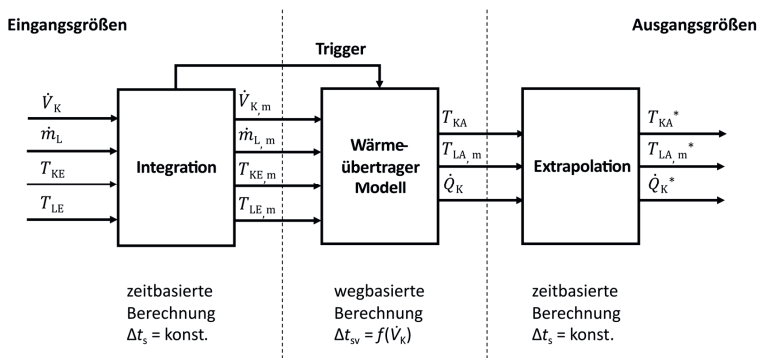 Eingangsgrößen
Ausgangsgrößen
Trigger
V̇K
ṁL
TKE
TLE
Integration
V̇K, m
ṁL, m
TKE, m
TLE, m
Wärme-
übertrager
Modell
TKA
TLA, m
Q̇K
Extrapolation
TKA*
TLA, m*
Q̇K*
zeitbasierte
Berechnung
Δts = konst.
wegbasierte
Berechnung
Δtsv = f(V̇K)
zeitbasierte
Berechnung
Δts = konst.